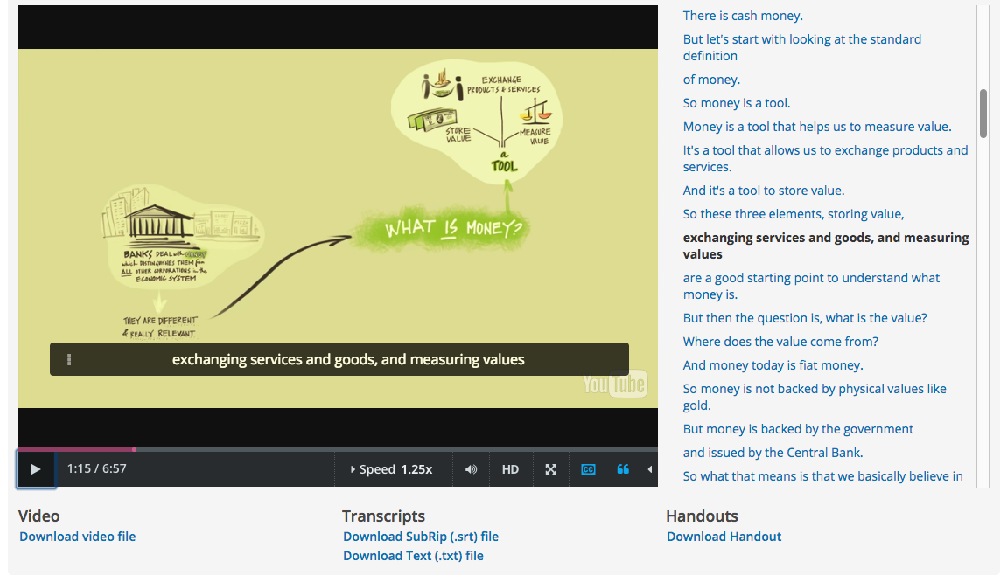 EXCHANGE
PRODUCTS & SERVICES
STORE
VALUE
MEASURE
VALUE
a
TOOL
WHAT IS MONEY?
BANKS DEAL with MONEY
which DISTINGUISHES THEM from
ALL OTHER CORPORATIONS in the
ECONOMIC SYSTEM
THEY ARE DIFFERENT
& REALLY RELEVANT
exchanging services and goods, and measuring values
YouTube
1:15 / 6:57
Speed 1.25x
HD
CC
There is cash money.
But let's start with looking at the standard
definition
of money.
So money is a tool.
Money is a tool that helps us to measure value.
It's a tool that allows us to exchange products and
services.
And it's a tool to store value.
So these three elements, storing value,
exchanging services and goods, and measuring
values
are a good starting point to understand what
money is.
But then the question is, what is the value?
Where does the value come from?
And money today is fiat money.
So money is not backed by physical values like
gold.
But money is backed by the government
and issued by the Central Bank.
So what that means is that we basically believe in
Video
Download video file
Transcripts
Download SubRip (.srt) file
Download Text (.txt) file
Handouts
Download Handout